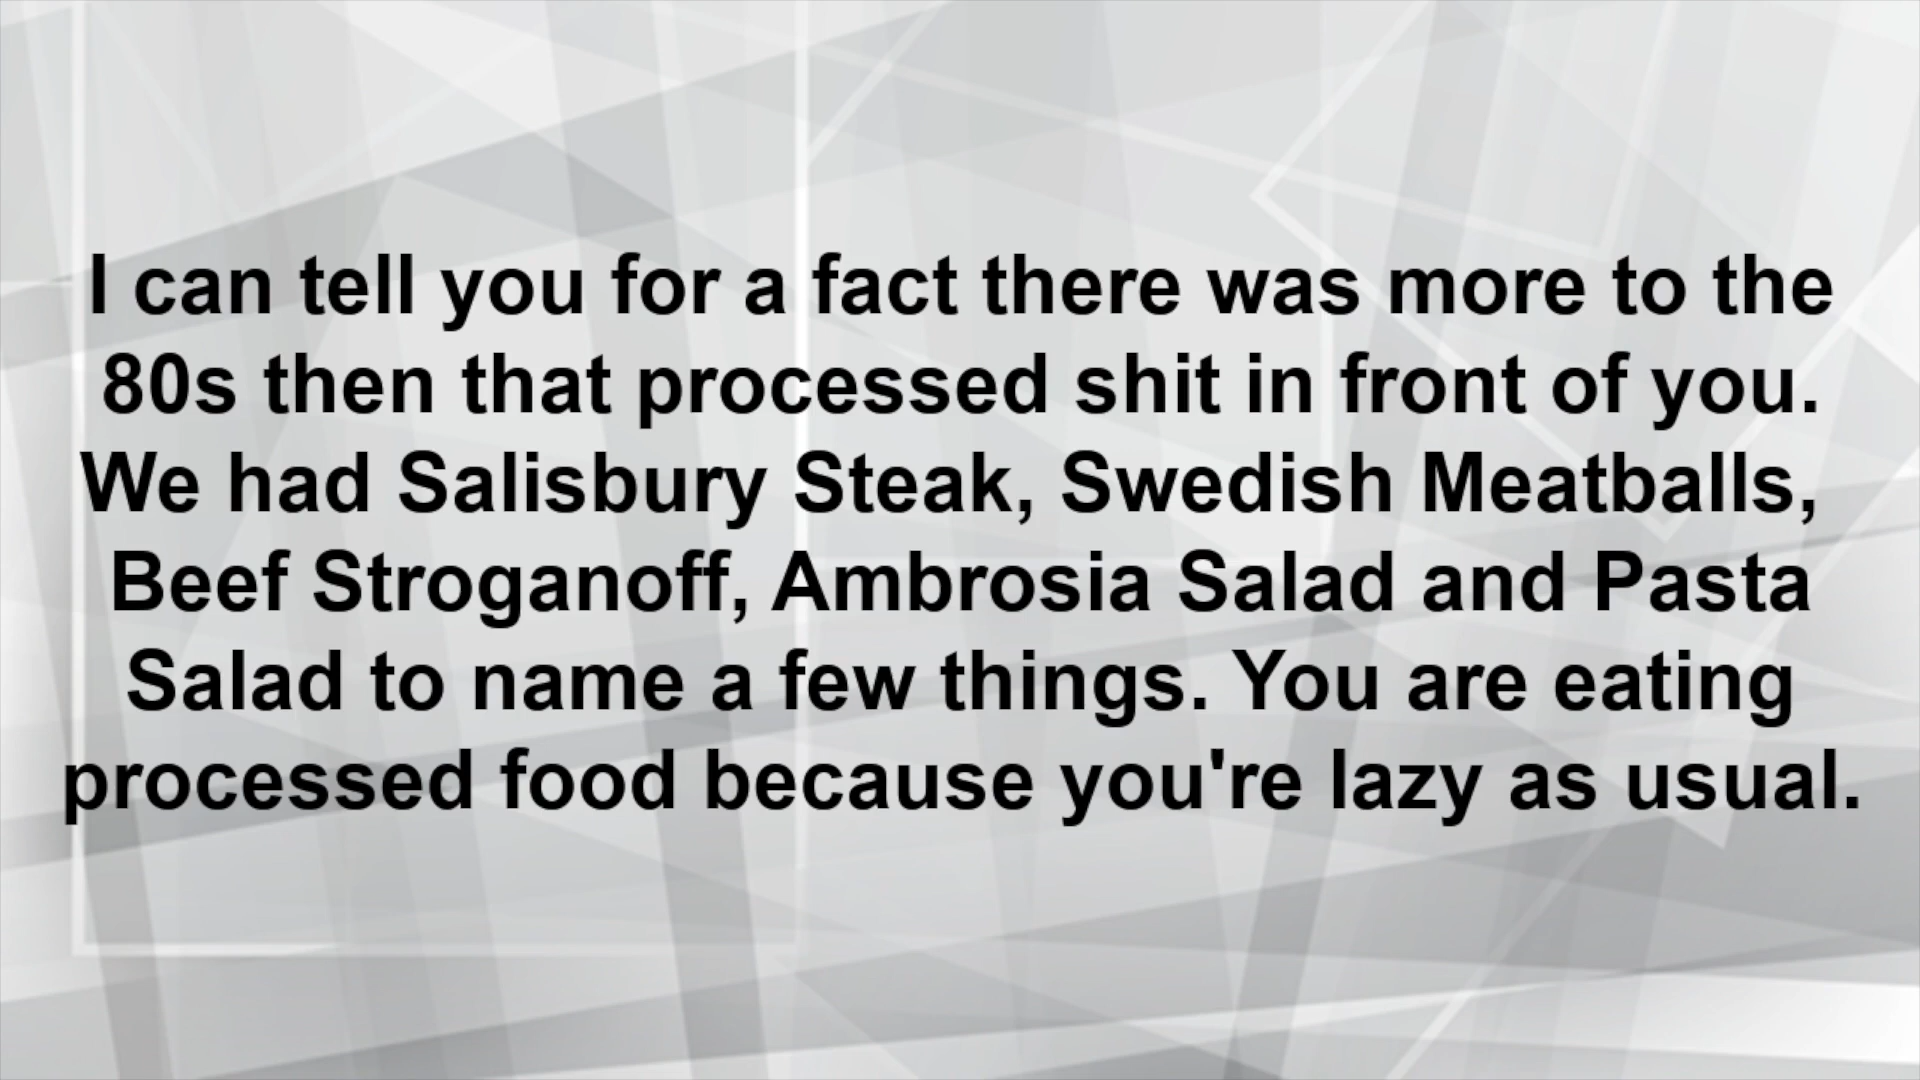 I can tell you for a fact there was more to the
80s then that processed shit in front of you.
We had Salisbury Steak, Swedish Meatballs,
Beef Stroganoff, Ambrosia Salad and Pasta
Salad to name a few things. You are eating
processed food because you're lazy as usual.